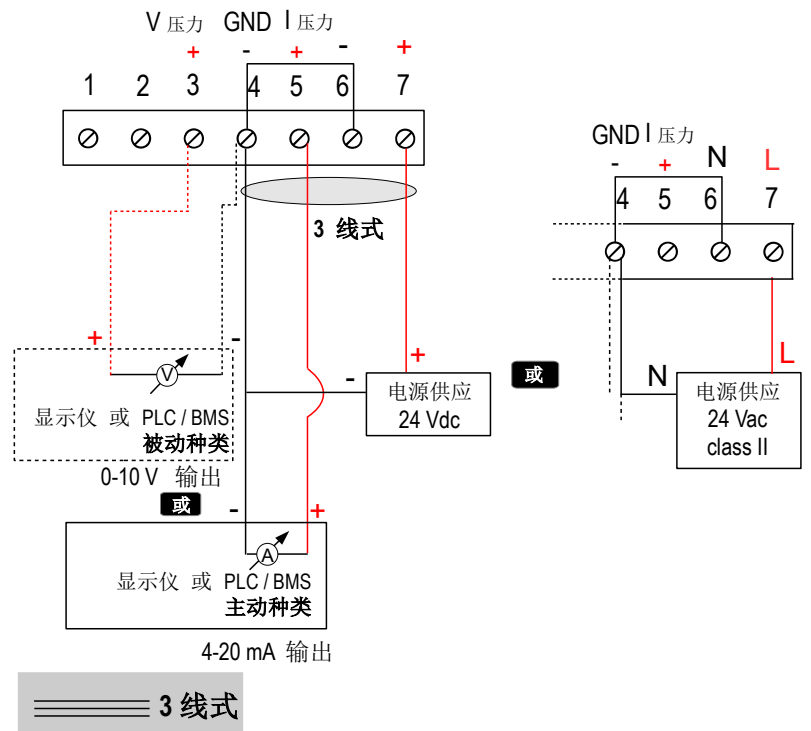 V 压力 GND I 压力
+ - + - +
1 2 3 4 5 6 7
3 线式
+ -
V
显示仪 或 PLC / BMS
被动种类
0-10 V 输出
或
- +
A
显示仪 或 PLC / BMS
主动种类
4-20 mA 输出
- +
电源供应
24 Vdc
或
GND I 压力
- + N L
4 5 6 7
N L
电源供应
24 Vac
class II
3 线式